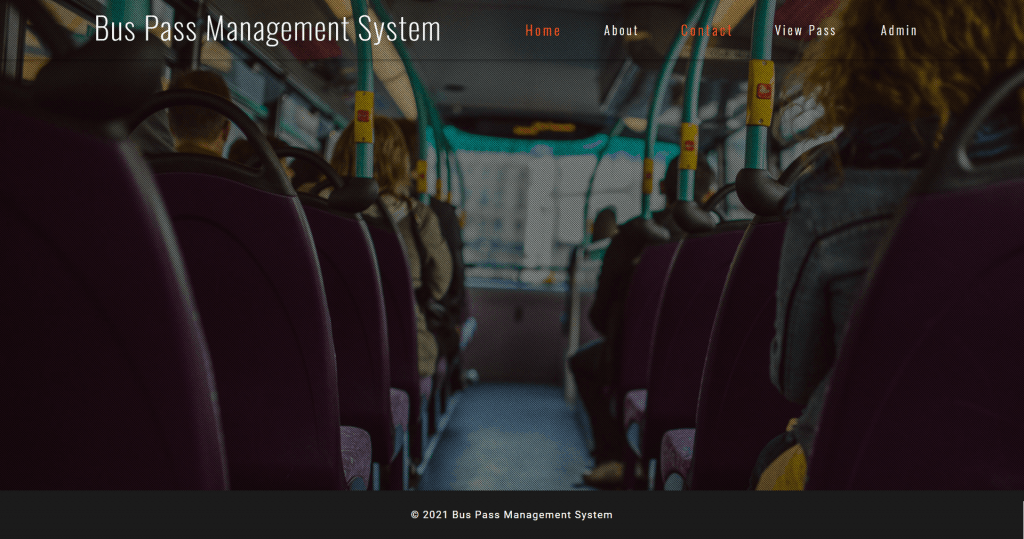 Bus Pass Management System
Home About Contact View Pass Admin
© 2021 Bus Pass Management System